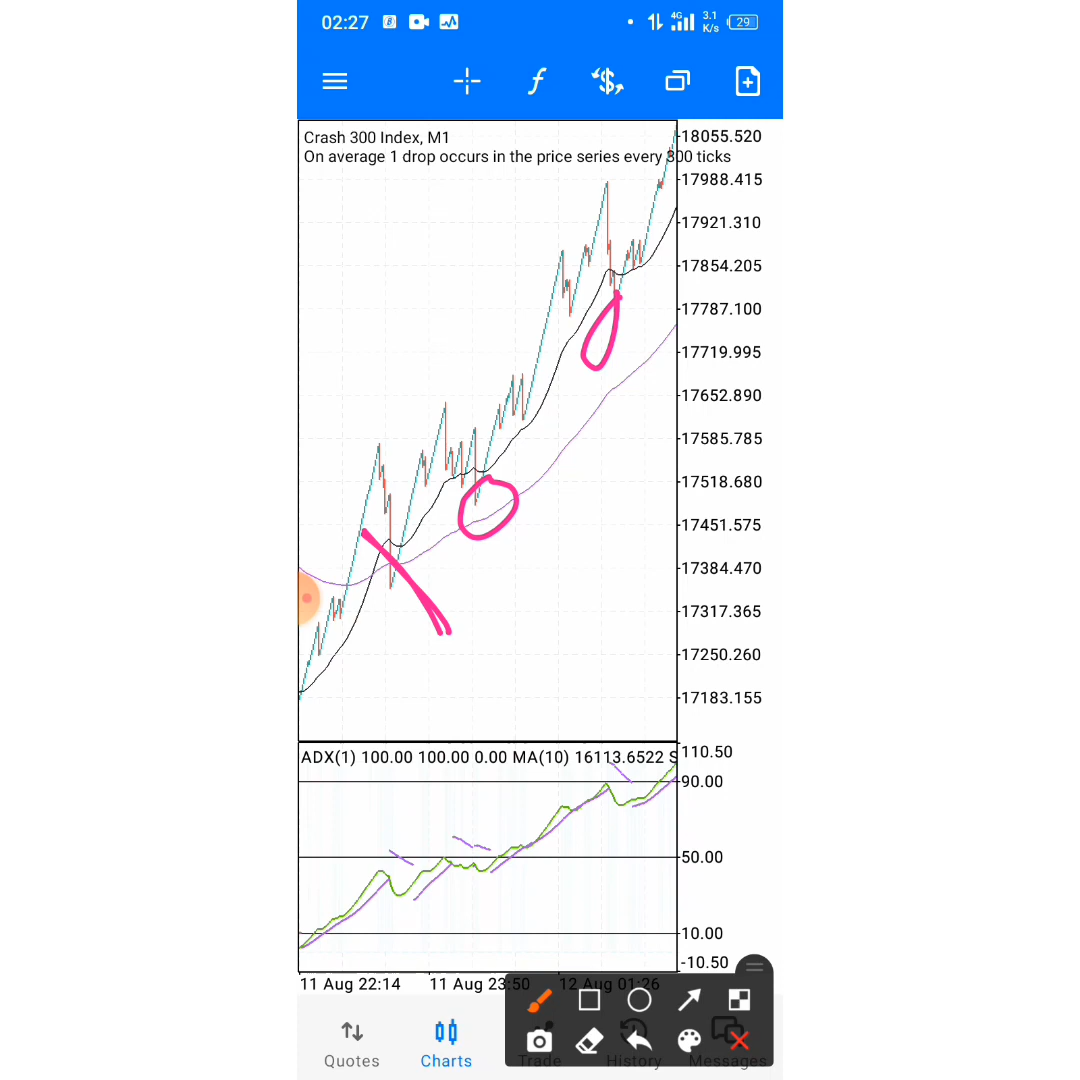 02:27
4G
3.1
K/s
29
Crash 300 Index, M1
On average 1 drop occurs in the price series every 300 ticks
18055.520
17988.415
17921.310
17854.205
17787.100
17719.995
17652.890
17585.785
17518.680
17451.575
17384.470
17317.365
17250.260
17183.155
ADX(1) 100.00 100.00 0.00 MA(10) 16113.6522 S
110.50
90.00
50.00
10.00
-10.50
11 Aug 22:14
11 Aug 23:50
12 Aug 01:26
Quotes
Charts
Trade
History
Messages